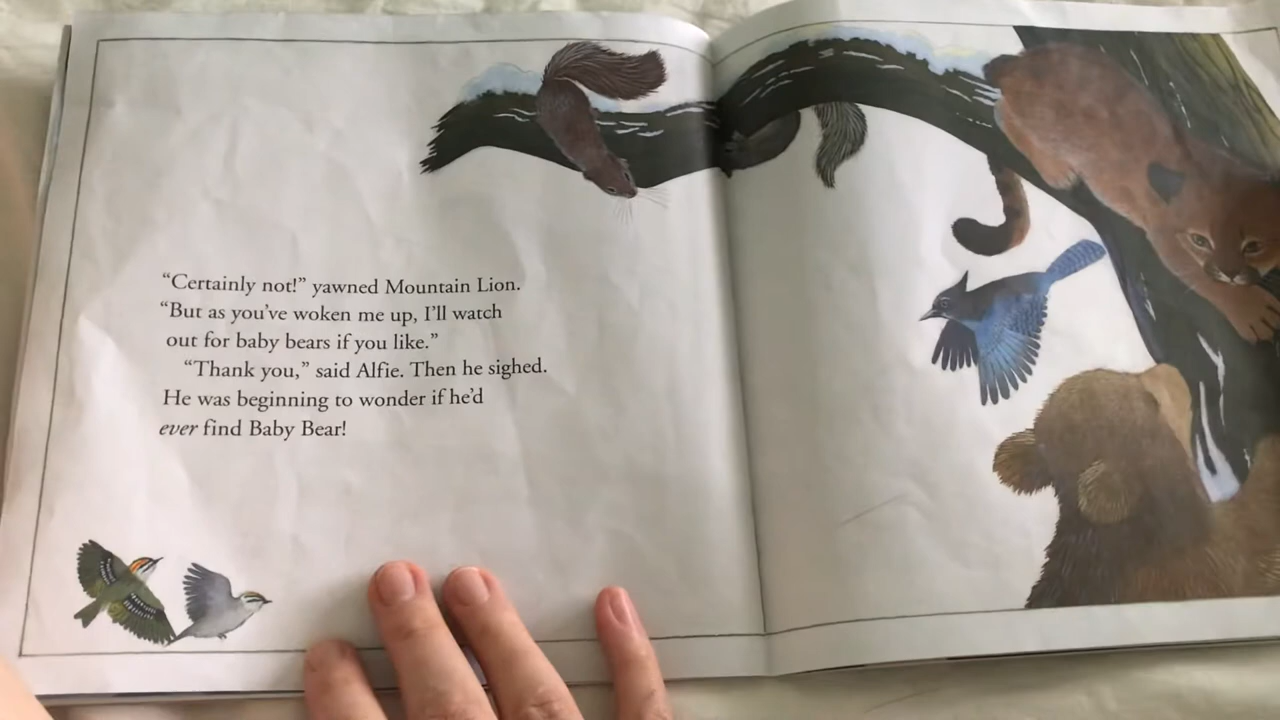 “Certainly not!” yawned Mountain Lion.
“But as you’ve woken me up, I’ll watch
out for baby bears if you like.”
“Thank you,” said Alfie. Then he sighed.
He was beginning to wonder if he’d
ever find Baby Bear!